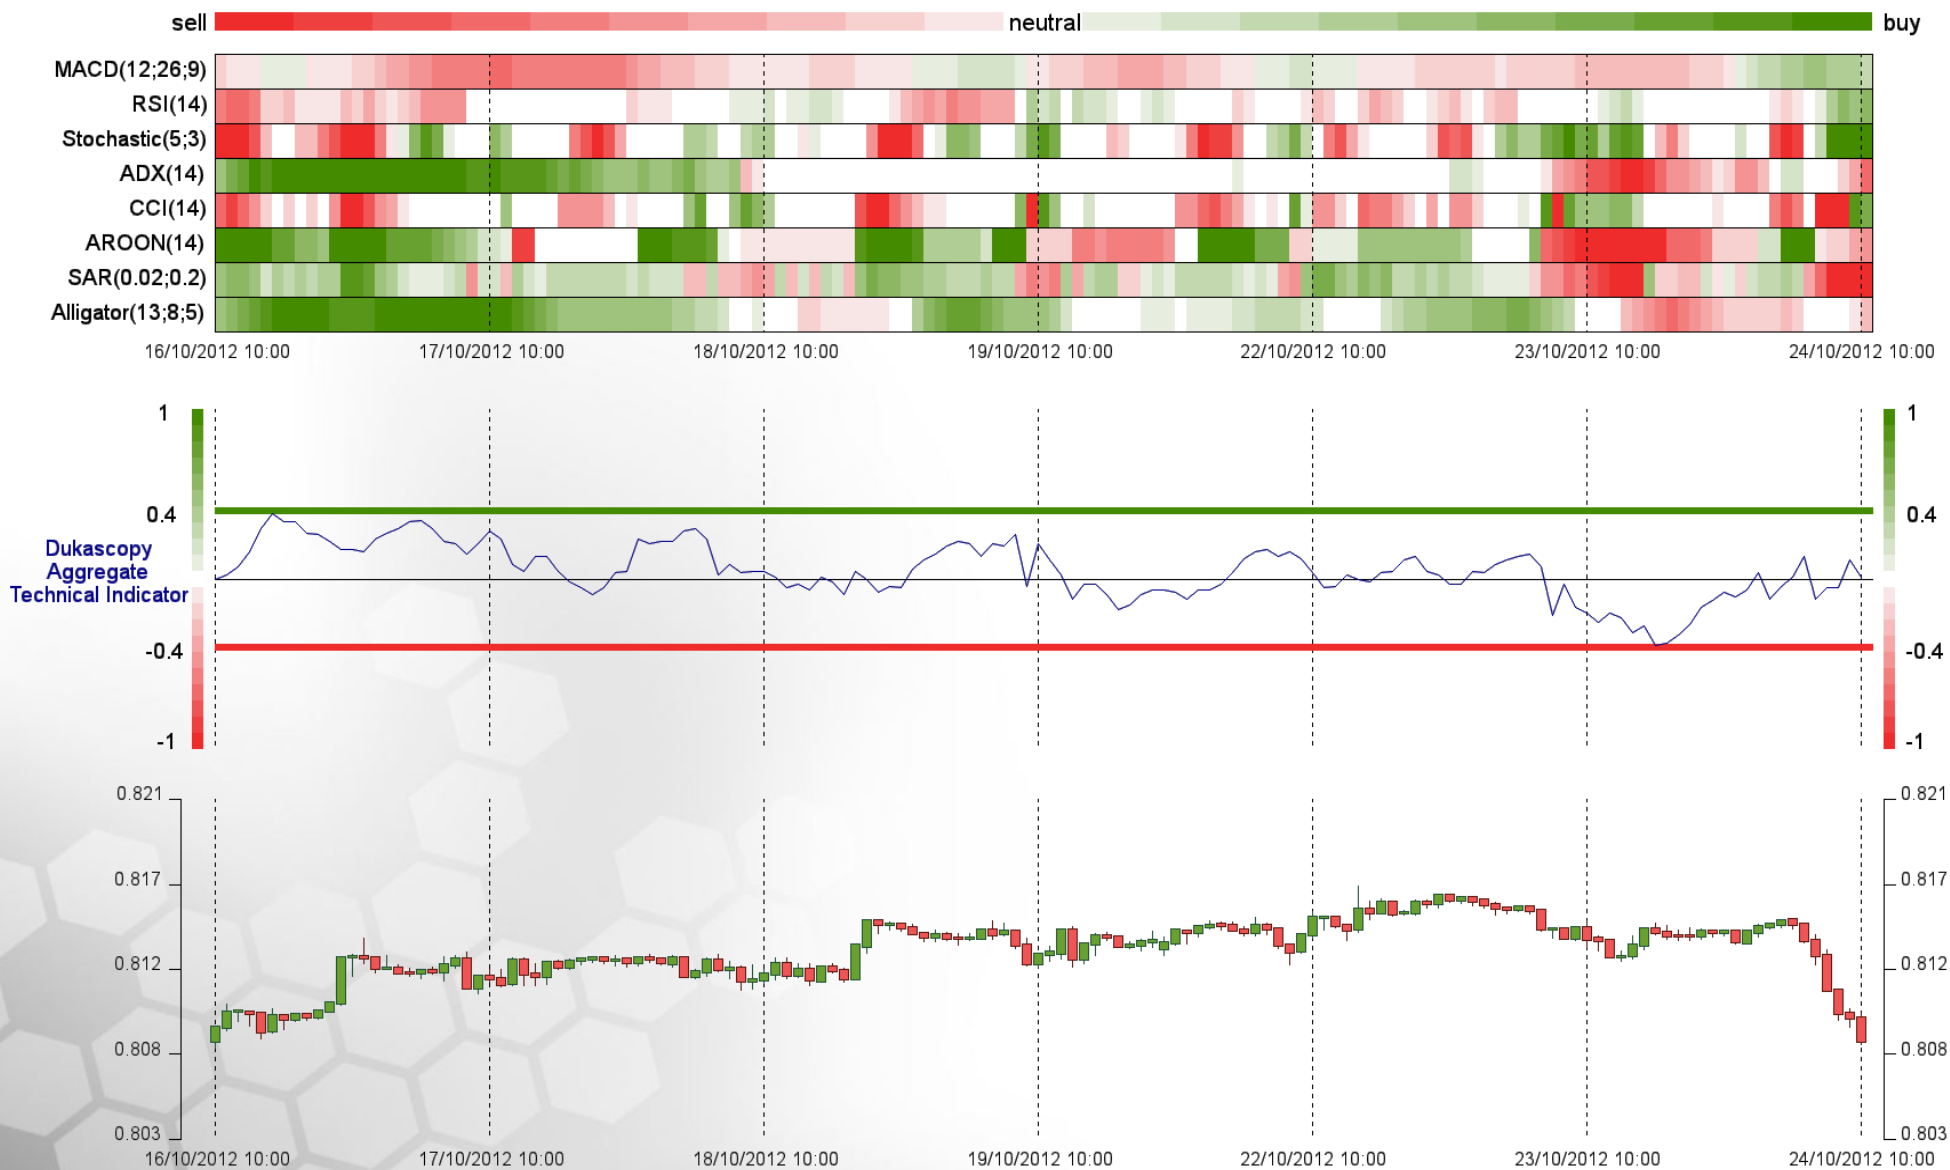 sell neutral buy
MACD(12;26;9)
RSI(14)
Stochastic(5;3)
ADX(14)
CCI(14)
AROON(14)
SAR(0.02;0.2)
Alligator(13;8;5)
16/10/2012 10:00 17/10/2012 10:00 18/10/2012 10:00 19/10/2012 10:00 22/10/2012 10:00 23/10/2012 10:00 24/10/2012 10:00
1 1
0.4 0.4
Dukascopy
Aggregate
Technical Indicator
-0.4 -0.4
-1 -1
0.821 0.821
0.817 0.817
0.812 0.812
0.808 0.808
0.803 0.803
16/10/2012 10:00 17/10/2012 10:00 18/10/2012 10:00 19/10/2012 10:00 22/10/2012 10:00 23/10/2012 10:00 24/10/2012 10:00